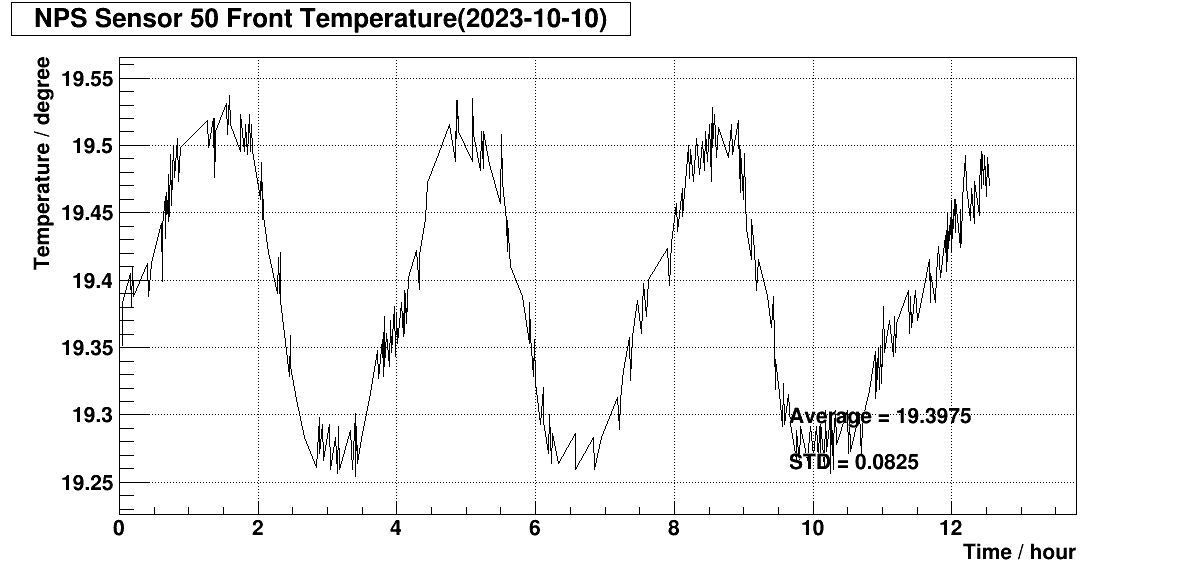 NPS Sensor 50 Front Temperature(2023-10-10)
Temperature / degree
19.55
19.5
19.45
19.4
19.35
19.3
19.25
Average = 19.3975
STD = 0.0825
0 2 4 6 8 10 12
Time / hour